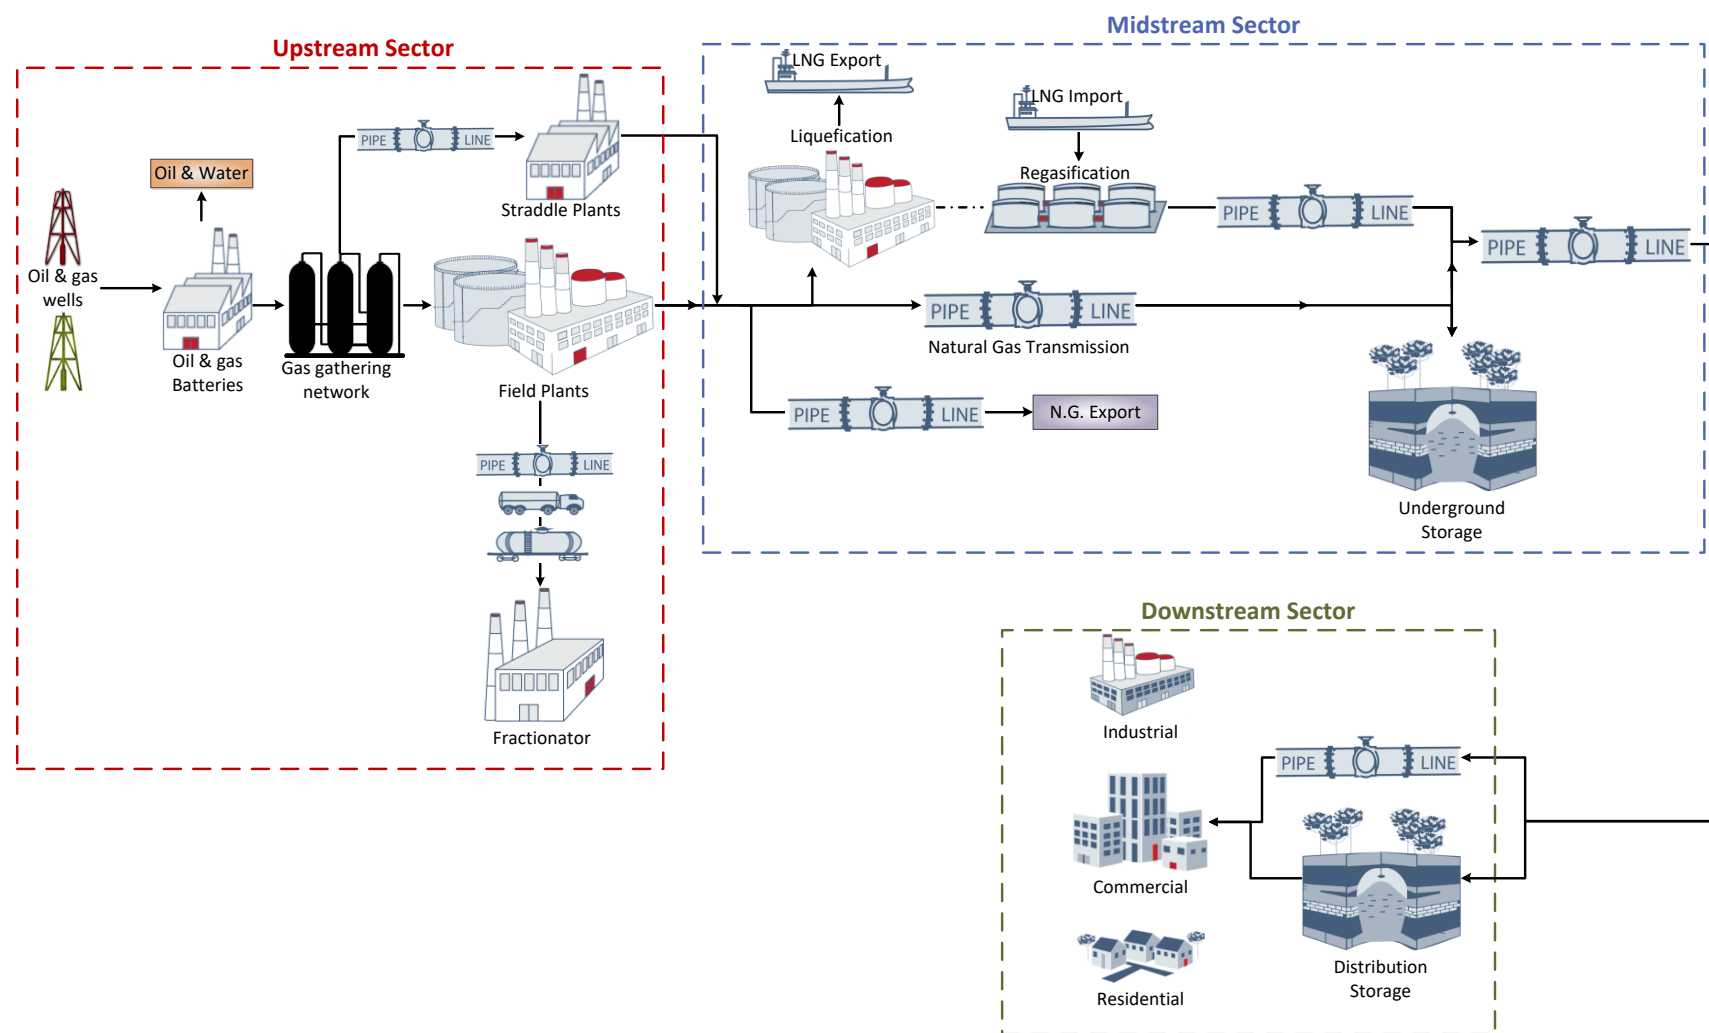 Upstream Sector
Midstream Sector
LNG Export
LNG Import
Liquefication
Regasification
PIPE LINE
Oil & Water
Straddle Plants
PIPE LINE
PIPE LINE
Oil & gas
wells
Oil & gas
Batteries
Gas gathering
network
Field Plants
PIPE LINE
Natural Gas Transmission
PIPE LINE
N.G. Export
PIPE LINE
Underground
Storage
Fractionator
Downstream Sector
Industrial
PIPE LINE
Commercial
Residential
Distribution
Storage